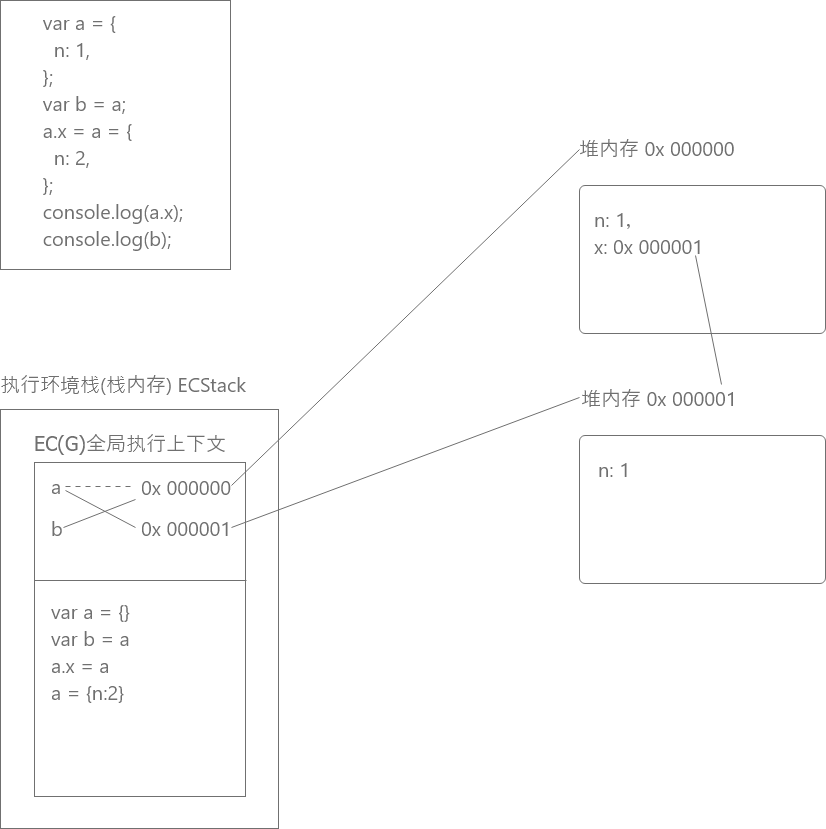 var a = {
n: 1,
};
var b = a;
a.x = a = {
n: 2,
};
console.log(a.x);
console.log(b);
堆内存 0x 000000
n: 1,
x: 0x 000001
执行环境栈(栈内存) ECStack
堆内存 0x 000001
n: 1
EC(G)全局执行上下文
a 0x 000000
b 0x 000001
var a = {}
var b = a
a.x = a
a = {n:2}